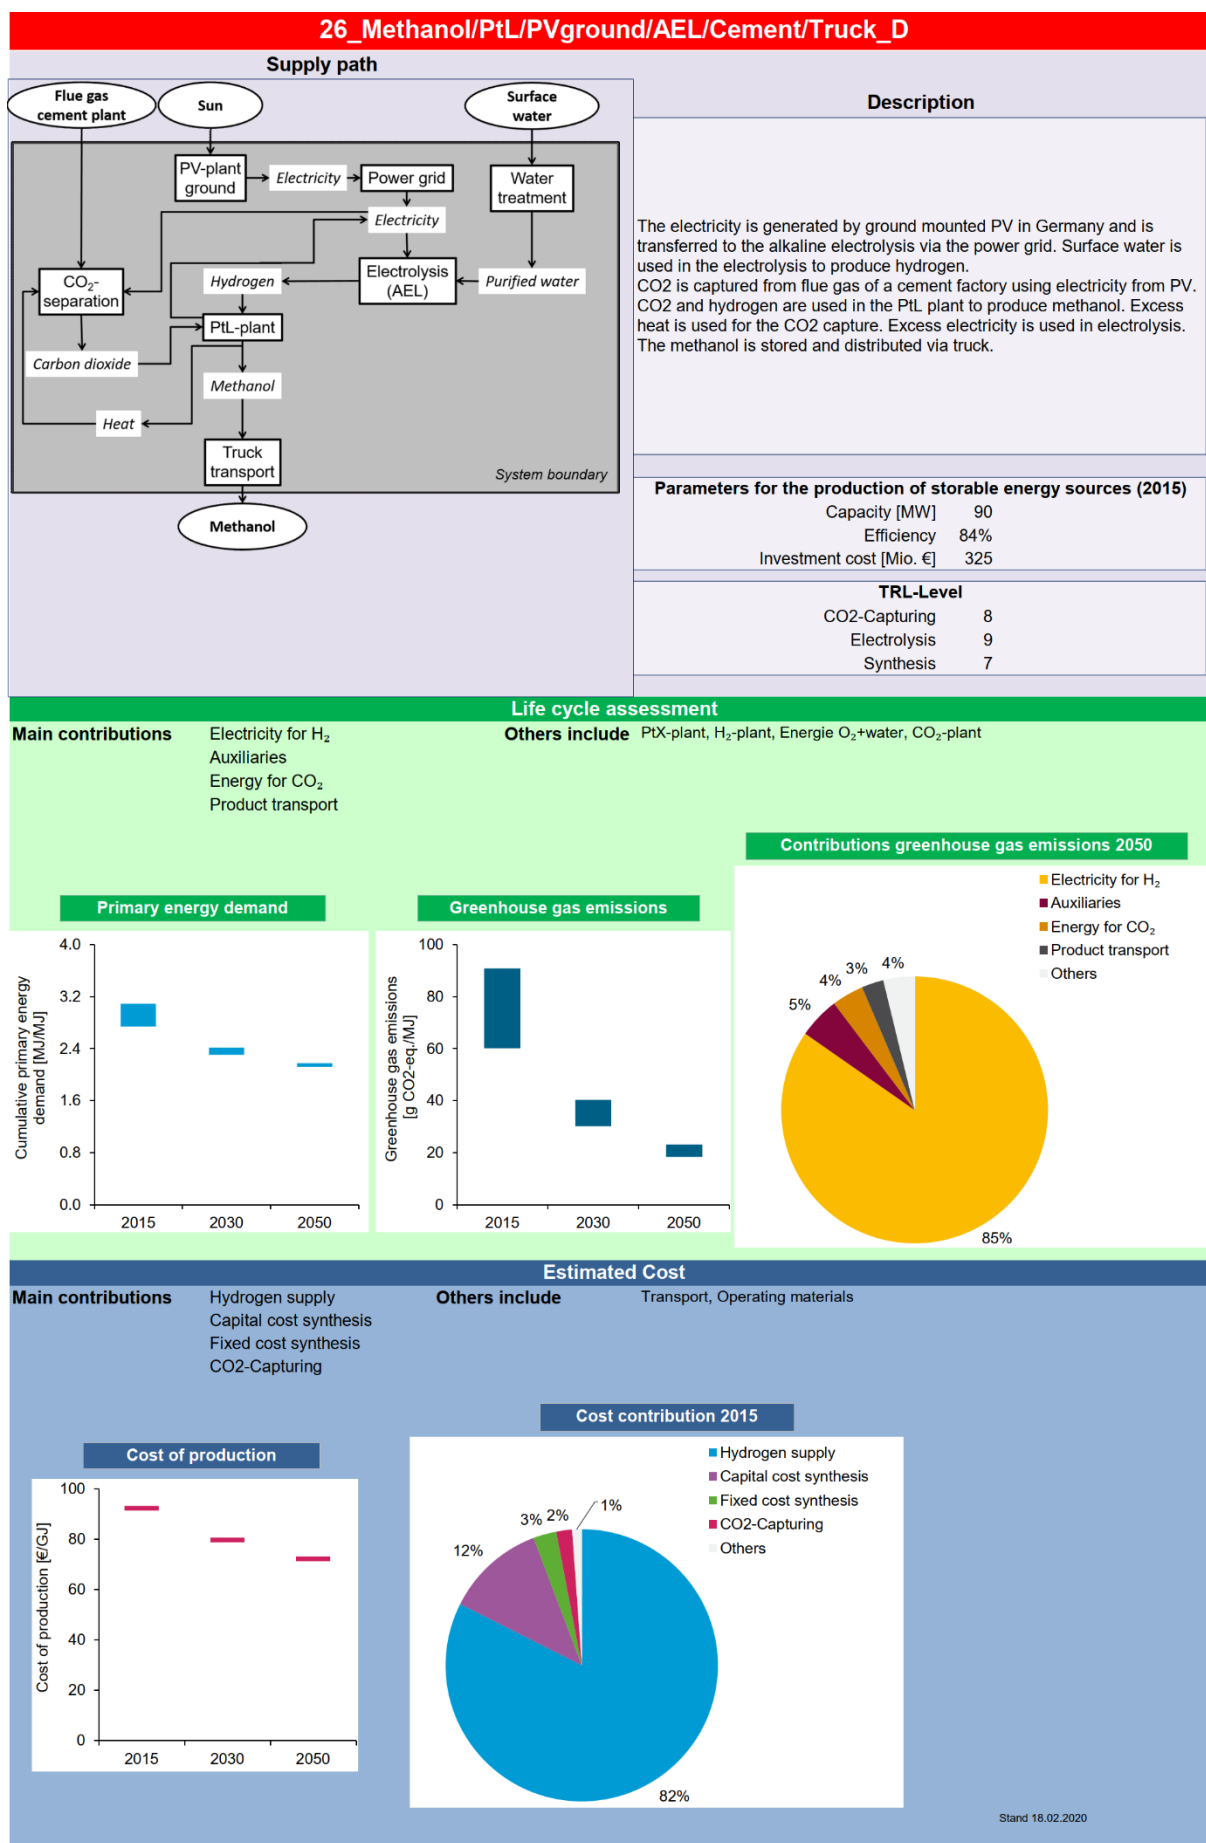 26_Methanol/PtL/PVground/AEL/Cement/Truck_D
Supply path
Flue gas
cement plant
Sun
Surface
water
PV-plant
ground
Electricity
Power grid
Water
treatment
Electricity
CO₂-
separation
Hydrogen
Electrolysis
(AEL)
Purified water
PtL-plant
Carbon dioxide
Methanol
Heat
Truck
transport
System boundary
Methanol
Description
The electricity is generated by ground mounted PV in Germany and is
transferred to the alkaline electrolysis via the power grid. Surface water is
used in the electrolysis to produce hydrogen.
CO2 is captured from flue gas of a cement factory using electricity from PV.
CO2 and hydrogen are used in the PtL plant to produce methanol. Excess
heat is used for the CO2 capture. Excess electricity is used in electrolysis.
The methanol is stored and distributed via truck.
Parameters for the production of storable energy sources (2015)
Capacity [MW] 90
Efficiency 84%
Investment cost [Mio. €] 325
TRL-Level
CO2-Capturing 8
Electrolysis 9
Synthesis 7
Life cycle assessment
Main contributions
Electricity for H₂
Auxiliaries
Energy for CO₂
Product transport
Others include PtX-plant, H₂-plant, Energie O₂+water, CO₂-plant
Primary energy demand
Cumulative primary energy
demand [MJ/MJ]
4.0
3.2
2.4
1.6
0.8
0.0
2015 2030 2050
Greenhouse gas emissions
Greenhouse gas emissions
[g CO2-eq./MJ]
100
80
60
40
20
0
2015 2030 2050
Contributions greenhouse gas emissions 2050
Electricity for H₂
Auxiliaries
Energy for CO₂
Product transport
Others
5%
4%
3%
4%
85%
Estimated Cost
Main contributions
Hydrogen supply
Capital cost synthesis
Fixed cost synthesis
CO2-Capturing
Others include Transport, Operating materials
Cost of production
Cost of production [€/GJ]
100
80
60
40
20
0
2015 2030 2050
Cost contribution 2015
Hydrogen supply
Capital cost synthesis
Fixed cost synthesis
CO2-Capturing
Others
12%
3%
2%
1%
82%
Stand 18.02.2020